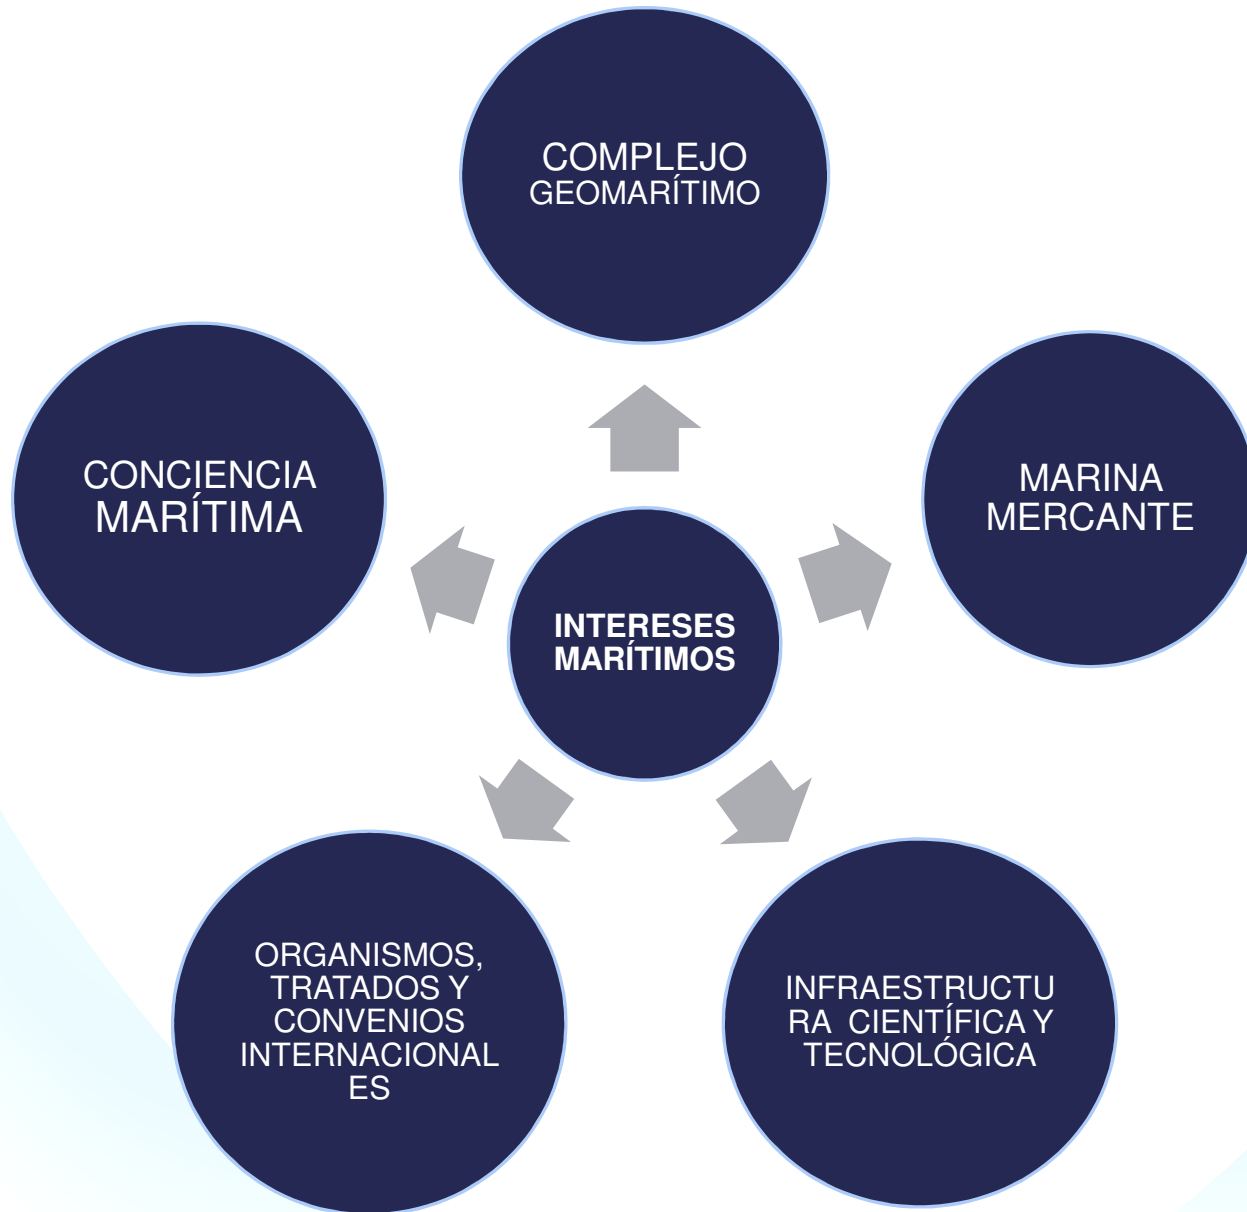 COMPLEJO
GEOMARÍTIMO
CONCIENCIA
MARÍTIMA
MARINA
MERCANTE
INTERESES
MARÍTIMOS
ORGANISMOS,
TRATADOS Y
CONVENIOS
INTERNACIONAL
ES
INFRAESTRUCTU
RA CIENTÍFICA Y
TECNOLÓGICA